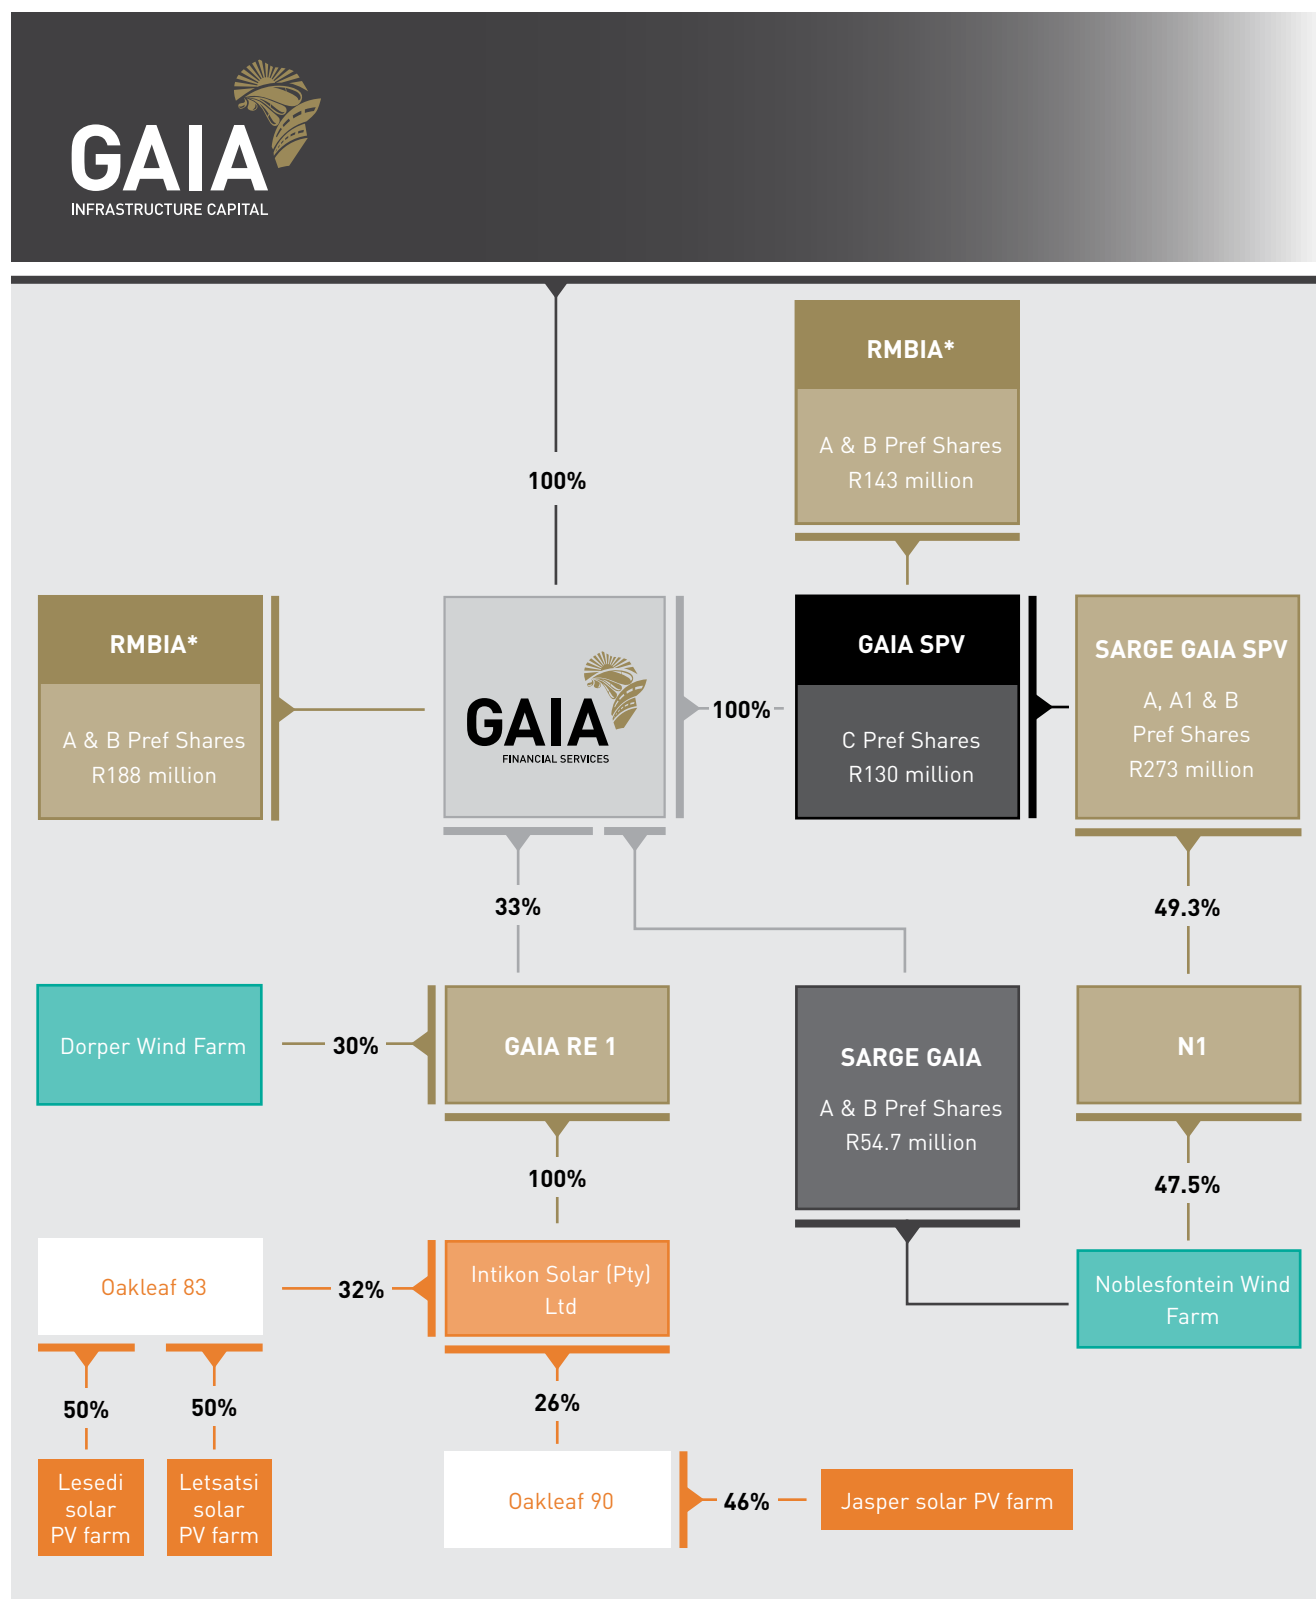 GAIA
INFRASTRUCTURE CAPITAL
RMBIA*
A & B Pref Shares
R143 million
100%
RMBIA*
A & B Pref Shares
R188 million
GAIA
FINANCIAL SERVICES
100%
GAIA SPV
C Pref Shares
R130 million
SARGE GAIA SPV
A, A1 & B
Pref Shares
R273 million
33%
49.3%
Dorper Wind Farm
30%
GAIA RE 1
SARGE GAIA
A & B Pref Shares
R54.7 million
N1
100%
47.5%
Oakleaf 83
32%
Intikon Solar (Pty)
Ltd
Noblesfontein Wind
Farm
50%
50%
26%
Lesedi
solar
PV farm
Letsatsi
solar
PV farm
Oakleaf 90
46%
Jasper solar PV farm